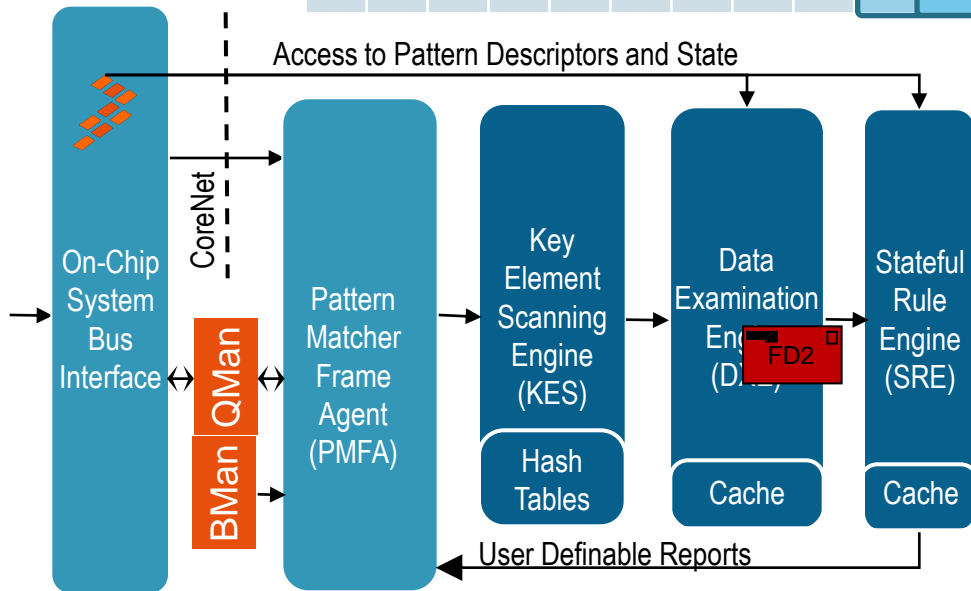 Access to Pattern Descriptors and State
CoreNet
On-Chip
System
Bus
Interface
QMan
BMan
Pattern
Matcher
Frame
Agent
(PMFA)
Key
Element
Scanning
Engine
(KES)
Hash
Tables
Data
Examination
FD2
Cache
Stateful
Rule
Engine
(SRE)
Cache
User Definable Reports